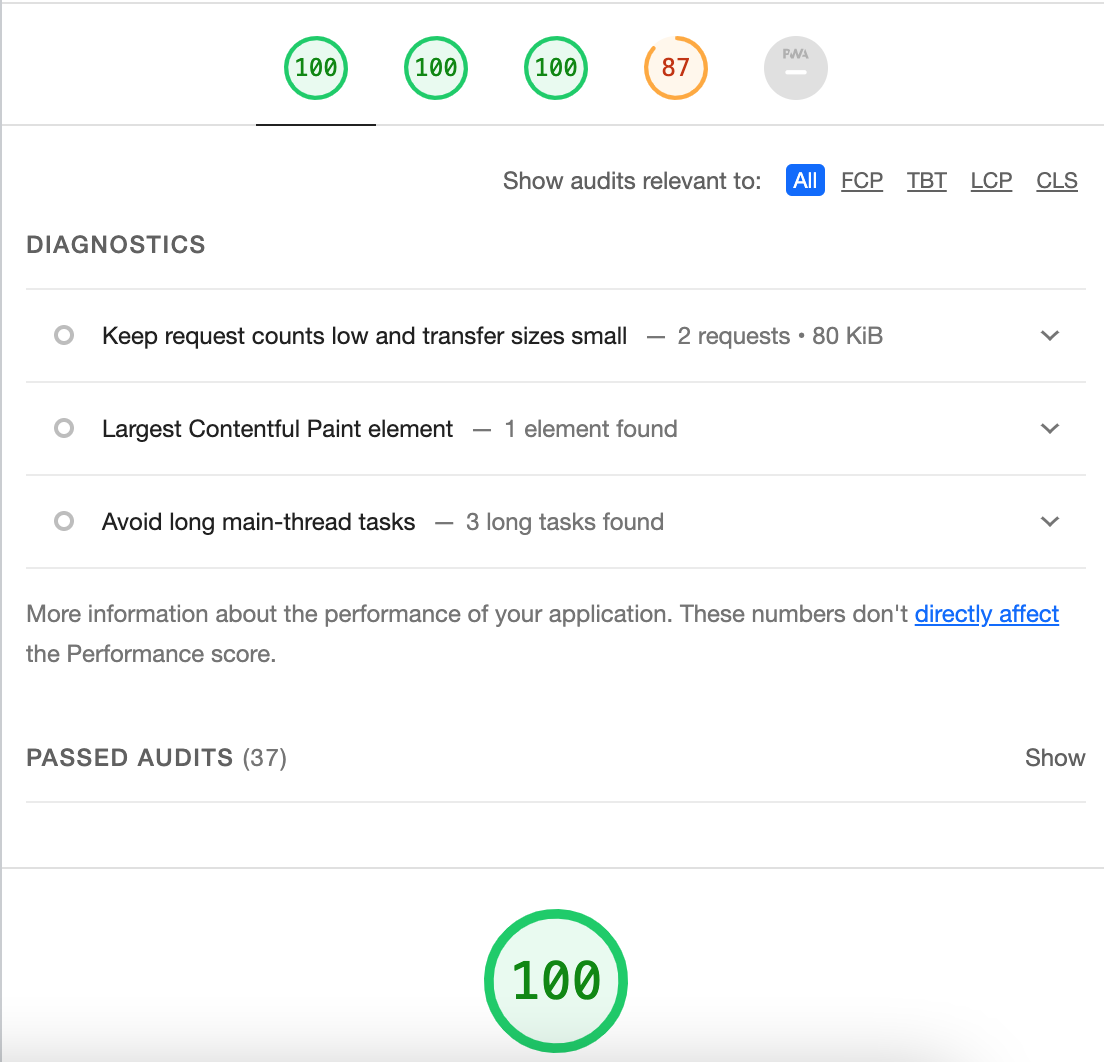 100 100 100 87 PWA
Show audits relevant to: All FCP TBT LCP CLS
DIAGNOSTICS
Keep request counts low and transfer sizes small — 2 requests • 80 KiB
Largest Contentful Paint element — 1 element found
Avoid long main-thread tasks — 3 long tasks found
More information about the performance of your application. These numbers don't directly affect
the Performance score.
PASSED AUDITS (37) Show
100